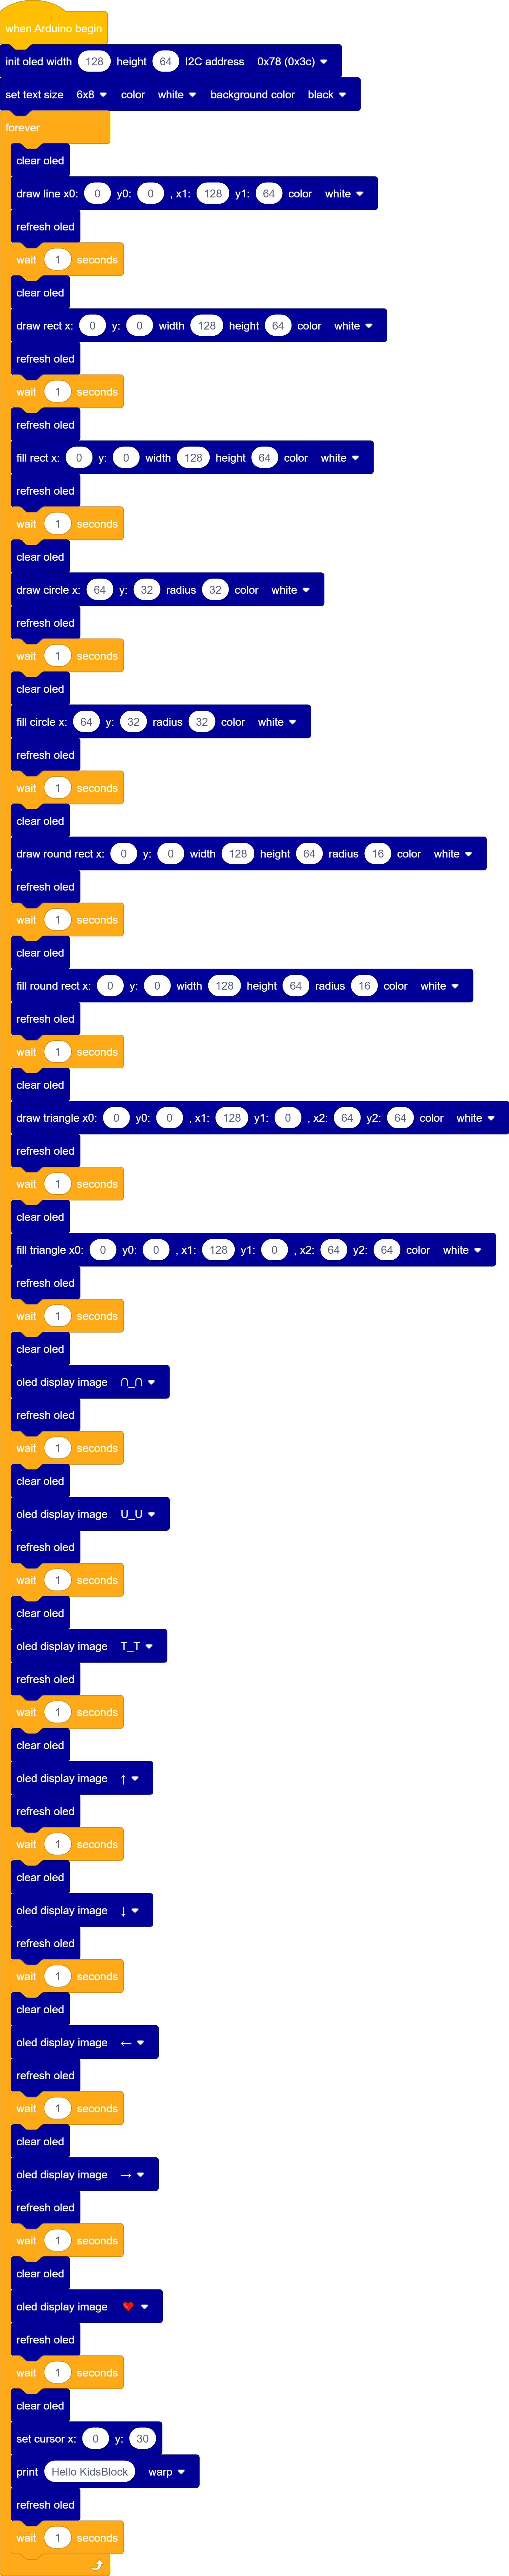 when Arduino begin
init oled width 128 height 64 I2C address 0x78 (0x3c)
set text size 6x8 color white background color black
forever
clear oled
draw line x0: 0 y0: 0 , x1: 128 y1: 64 color white
refresh oled
wait 1 seconds
clear oled
draw rect x: 0 y: 0 width 128 height 64 color white
refresh oled
wait 1 seconds
refresh oled
fill rect x: 0 y: 0 width 128 height 64 color white
refresh oled
wait 1 seconds
clear oled
draw circle x: 64 y: 32 radius 32 color white
refresh oled
wait 1 seconds
clear oled
fill circle x: 64 y: 32 radius 32 color white
refresh oled
wait 1 seconds
clear oled
draw round rect x: 0 y: 0 width 128 height 64 radius 16 color white
refresh oled
wait 1 seconds
clear oled
fill round rect x: 0 y: 0 width 128 height 64 radius 16 color white
refresh oled
wait 1 seconds
clear oled
draw triangle x0: 0 y0: 0 , x1: 128 y1: 0 , x2: 64 y2: 64 color white
refresh oled
wait 1 seconds
clear oled
fill triangle x0: 0 y0: 0 , x1: 128 y1: 0 , x2: 64 y2: 64 color white
refresh oled
wait 1 seconds
clear oled
oled display image ∩_∩
refresh oled
wait 1 seconds
clear oled
oled display image U_U
refresh oled
wait 1 seconds
clear oled
oled display image T_T
refresh oled
wait 1 seconds
clear oled
oled display image ↑
refresh oled
wait 1 seconds
clear oled
oled display image ↓
refresh oled
wait 1 seconds
clear oled
oled display image ←
refresh oled
wait 1 seconds
clear oled
oled display image →
refresh oled
wait 1 seconds
clear oled
oled display image ❤
refresh oled
wait 1 seconds
clear oled
set cursor x: 0 y: 30
print Hello KidsBlock warp
refresh oled
wait 1 seconds